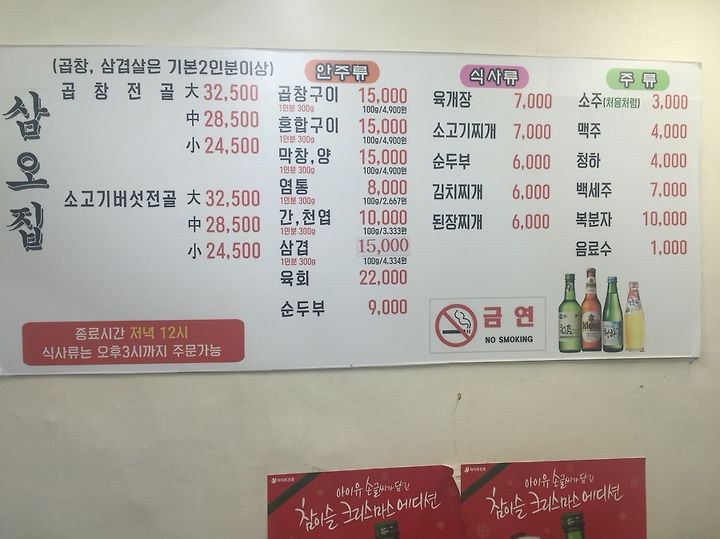 삼오집
(곱창, 삼겹살은 기본2인분이상)
곱창전골 大 32,500
中 28,500
小 24,500
소고기버섯전골 大 32,500
中 28,500
小 24,500
종료시간 저녁 12시
식사류는 오후3시까지 주문가능
안주류
곱창구이 15,000
1인분 300g 100g/4,900원
혼합구이 15,000
1인분 300g 100g/4,900원
막창,양 15,000
1인분 300g 100g/4,900원
염통 8,000
1인분 300g 100g/2,667원
간,천엽 10,000
1인분 300g 100g/3,333원
삼겹 15,000
1인분 300g 100g/4,334원
육회 22,000
순두부 9,000
식사류
육개장 7,000
소고기찌개 7,000
순두부 6,000
김치찌개 6,000
된장찌개 6,000
금연
NO SMOKING
주류
소주(처음처럼) 3,000
맥주 4,000
청하 4,000
백세주 7,000
복분자 10,000
음료수 1,000
하이트진로
아이유 손글씨가 담긴
참이슬 크리스마스 에디션
하이트진로
아이유 손글씨가 담긴
참이슬 크리스마스 에디션